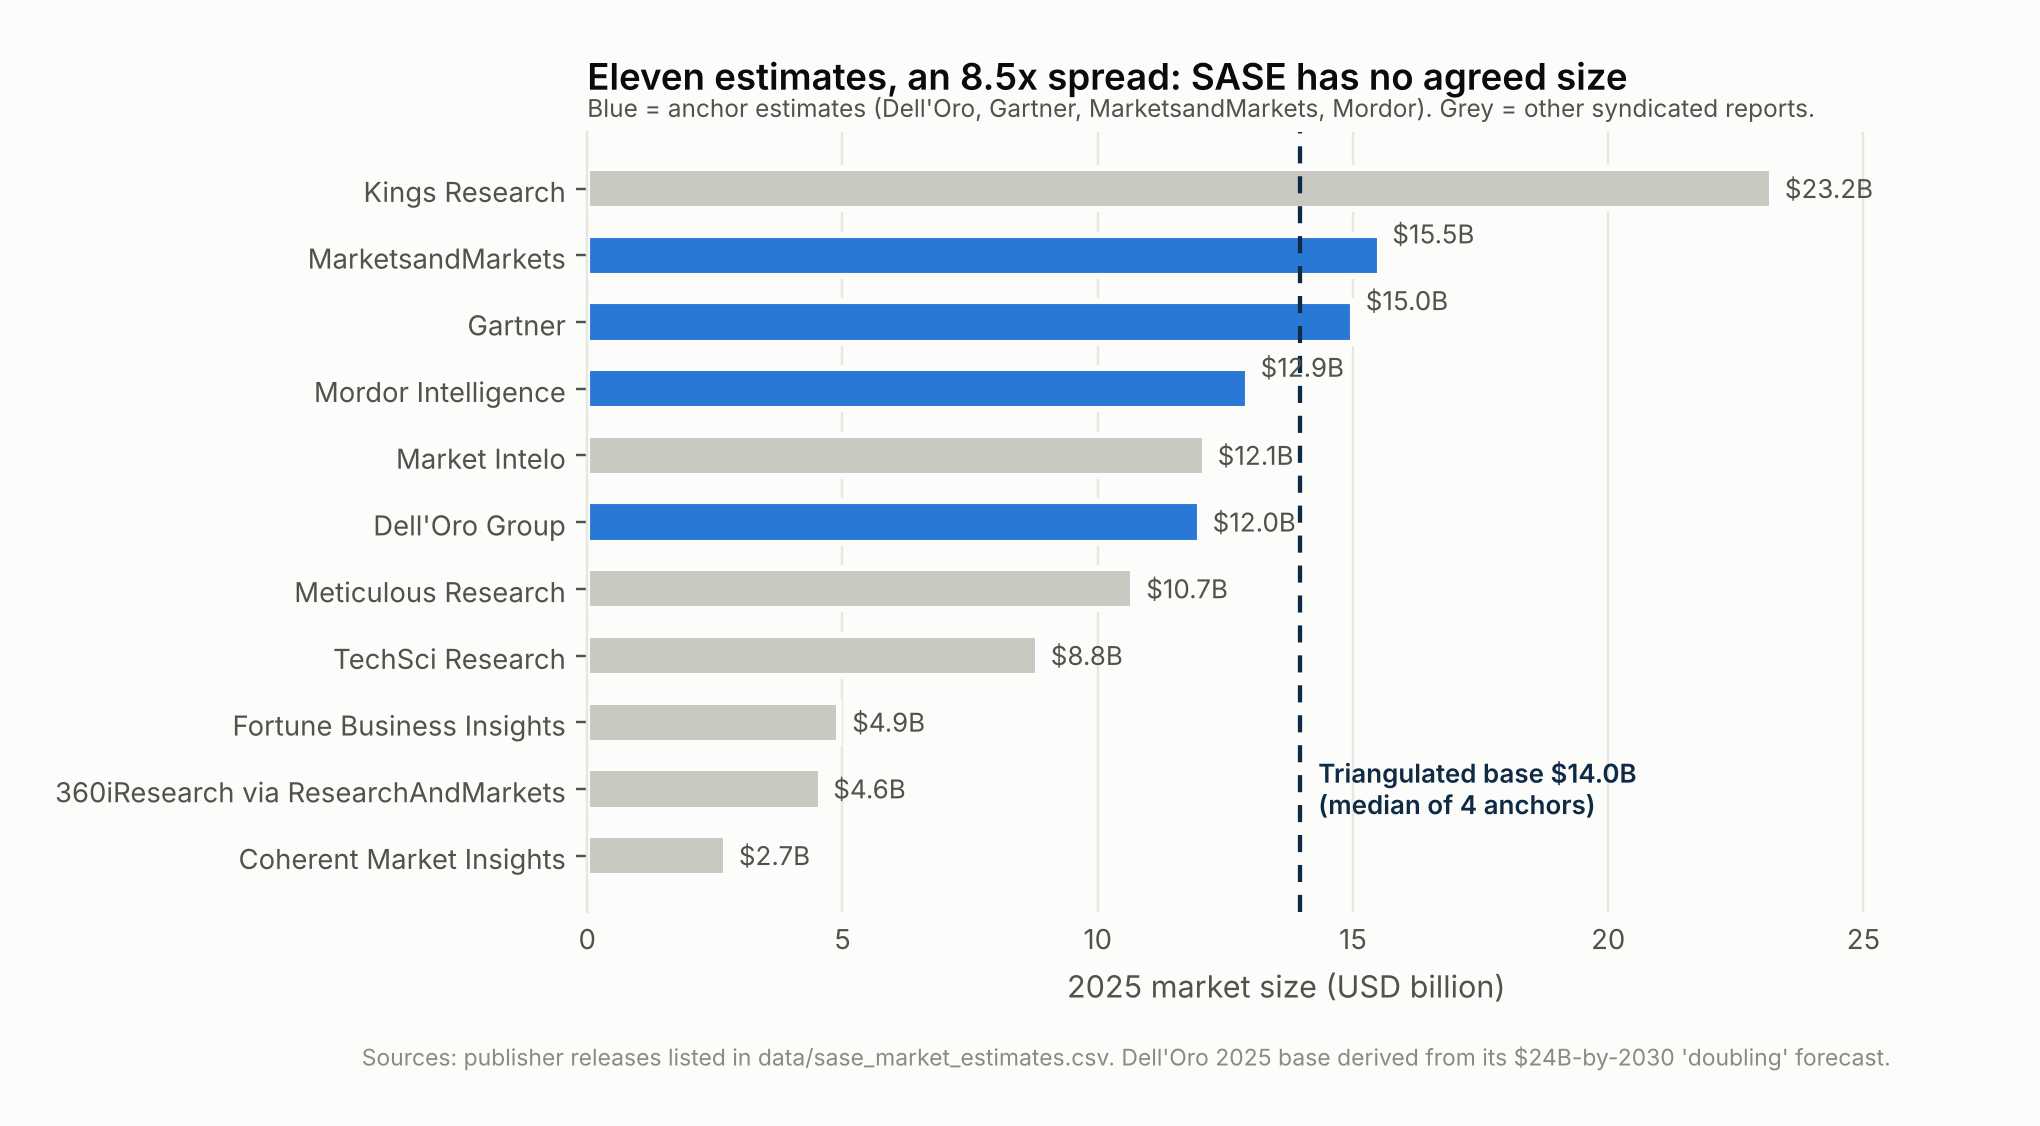 Eleven estimates, an 8.5x spread: SASE has no agreed size
Blue = anchor estimates (Dell'Oro, Gartner, MarketsandMarkets, Mordor). Grey = other syndicated reports.
Kings Research $23.2B
MarketsandMarkets $15.5B
Gartner $15.0B
Mordor Intelligence $12.9B
Market Intelo $12.1B
Dell'Oro Group $12.0B
Meticulous Research $10.7B
TechSci Research $8.8B
Fortune Business Insights $4.9B
360iResearch via ResearchAndMarkets $4.6B
Triangulated base $14.0B
(median of 4 anchors)
Coherent Market Insights $2.7B
0 5 10 15 20 25
2025 market size (USD billion)
Sources: publisher releases listed in data/sase_market_estimates.csv. Dell'Oro 2025 base derived from its $24B-by-2030 'doubling' forecast.